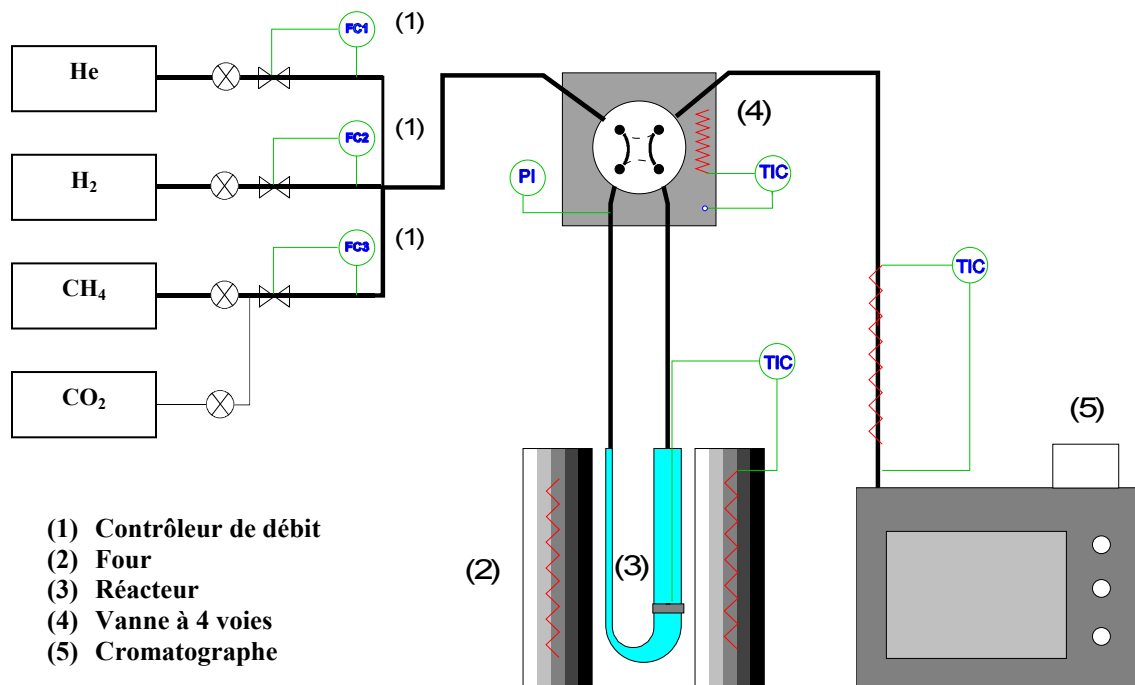 He
FC1
(1)
H2
FC2
(1)
CH4
FC3
(1)
CO2
PI
TIC
(4)
TIC
TIC
(2)
(3)
(5)
(1) Contrôleur de débit
(2) Four
(3) Réacteur
(4) Vanne à 4 voies
(5) Cromatographe